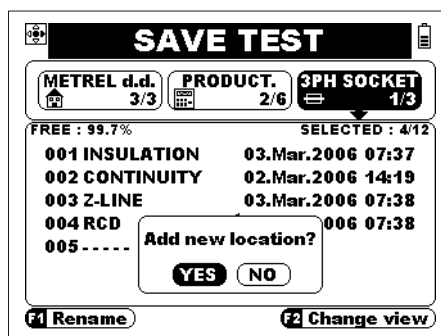 SAVE TEST
METREL d.d. PRODUCT. 3PH SOCKET
3/3 2/6 1/3
FREE : 99.7% SELECTED : 4/12
001 INSULATION 03.Mar.2006 07:37
002 CONTINUITY 02.Mar.2006 14:19
003 Z-LINE 03.Mar.2006 07:38
004 RCD 006 07:38
005-----
Add new location?
YES NO
F1 Rename F2 Change view